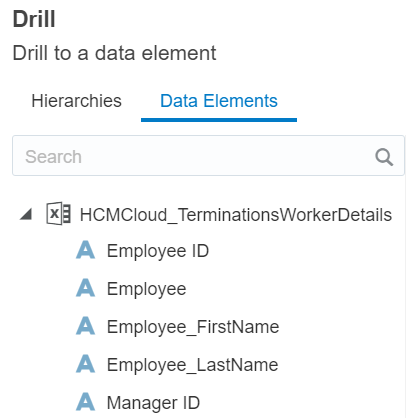 Drill
Drill to a data element
Hierarchies Data Elements
Search
HCMCloud_TerminationsWorkerDetails
Employee ID
Employee
Employee_FirstName
Employee_LastName
Manager ID